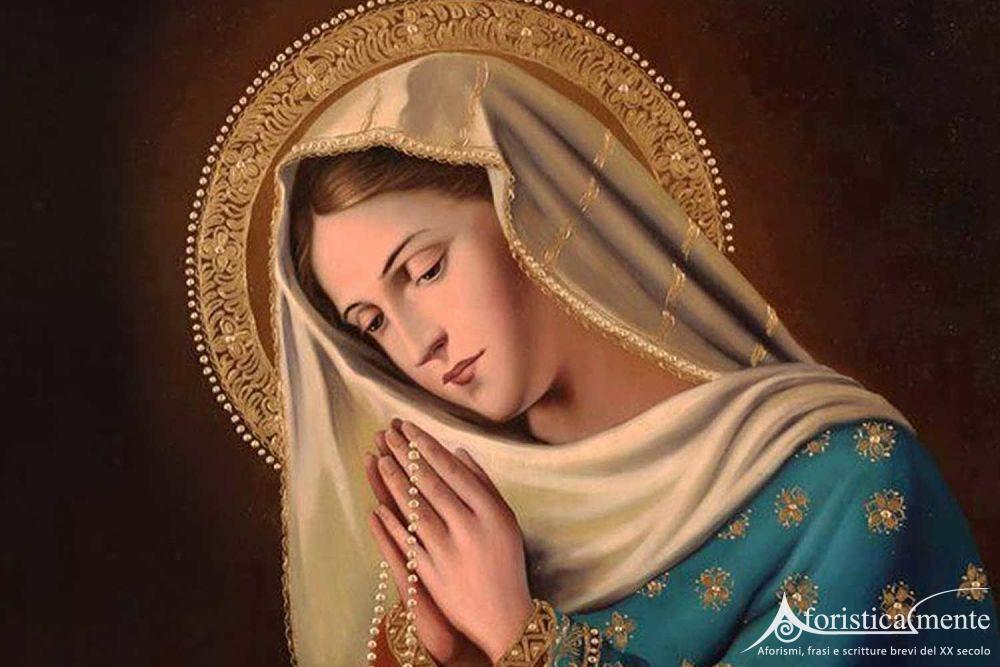 Aforisticamente
Aforismi, frasi e scritture brevi del XX secolo